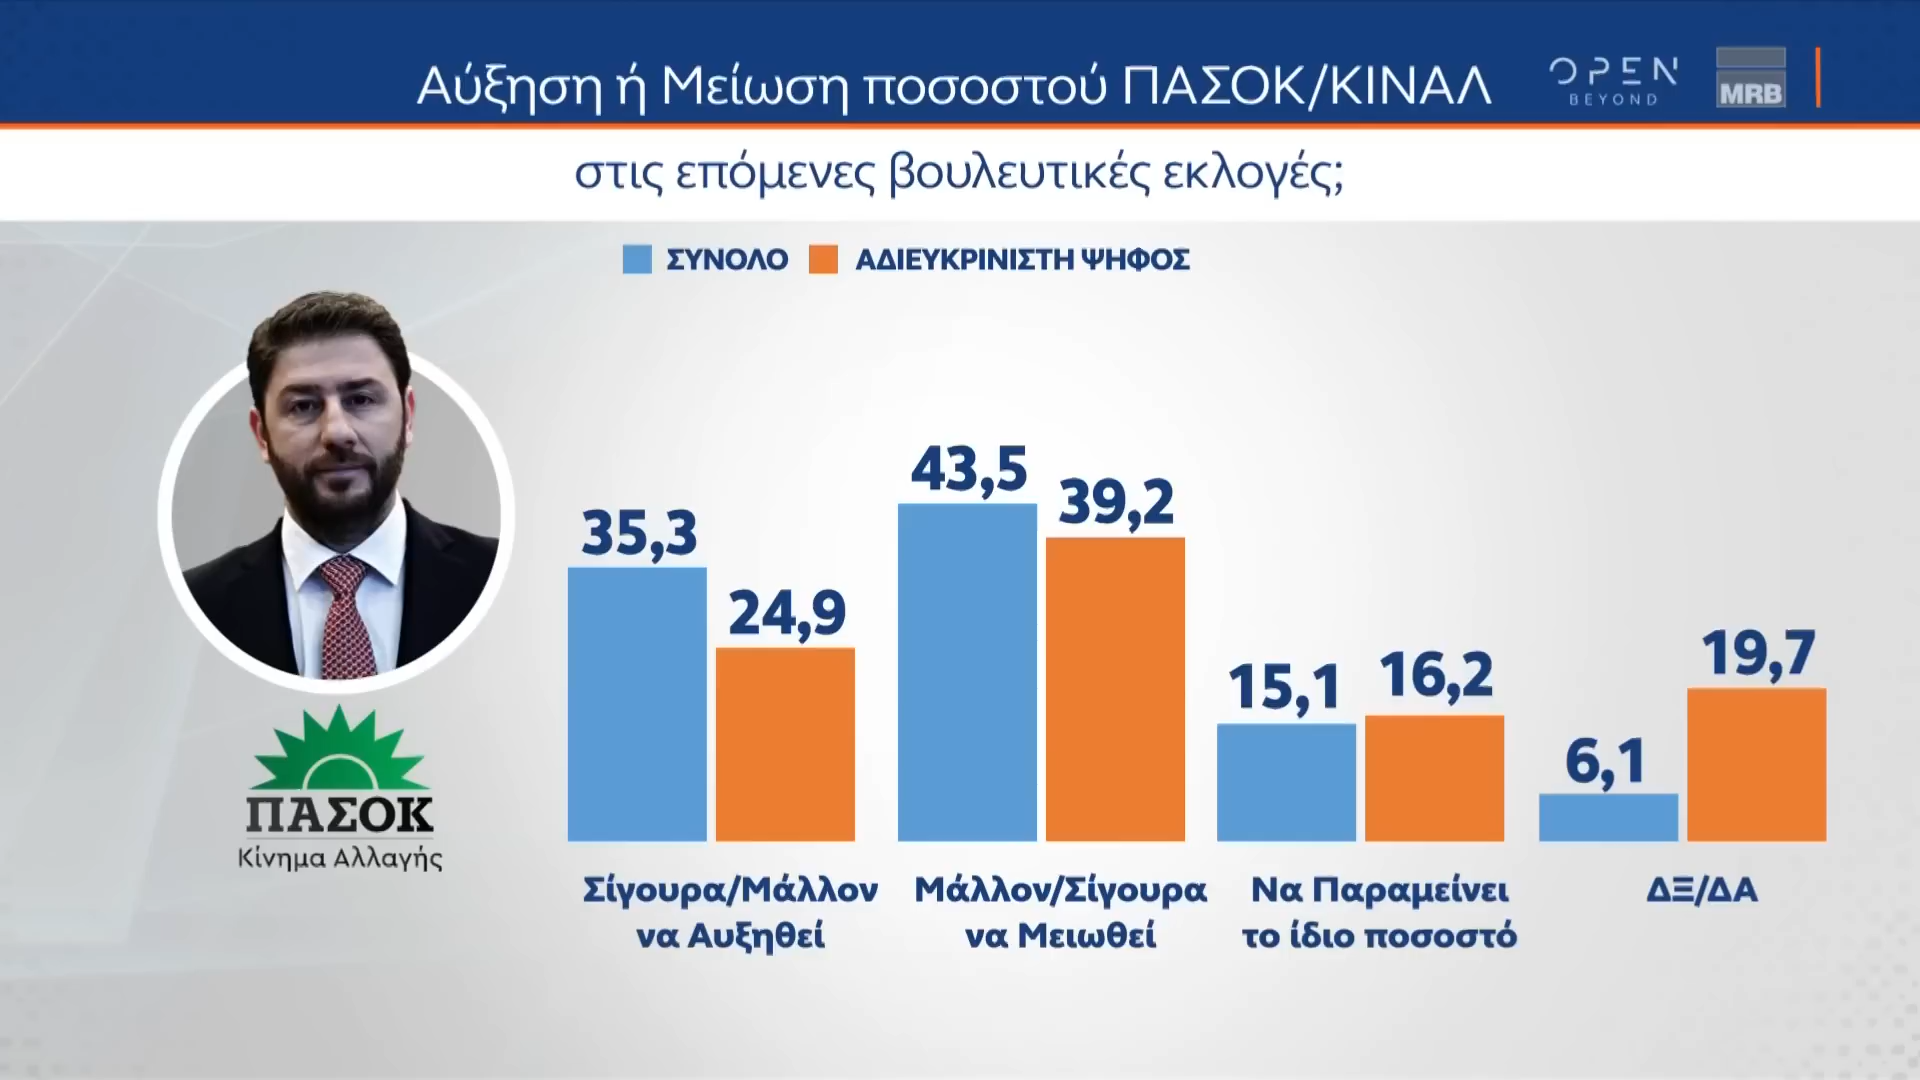 Αύξηση ή Μείωση ποσοστού ΠΑΣΟΚ/ΚΙΝΑΛ
OPEN
BEYOND
MRB
στις επόμενες βουλευτικές εκλογές;
ΣΥΝΟΛΟ
ΑΔΙΕΥΚΡΙΝΙΣΤΗ ΨΗΦΟΣ
35,3
24,9
43,5
39,2
15,1
16,2
6,1
19,7
ΠΑΣΟΚ
Κίνημα Αλλαγής
Σίγουρα/Μάλλον
να Αυξηθεί
Μάλλον/Σίγουρα
να Μειωθεί
Να Παραμείνει
το ίδιο ποσοστό
ΔΞ/ΔΑ